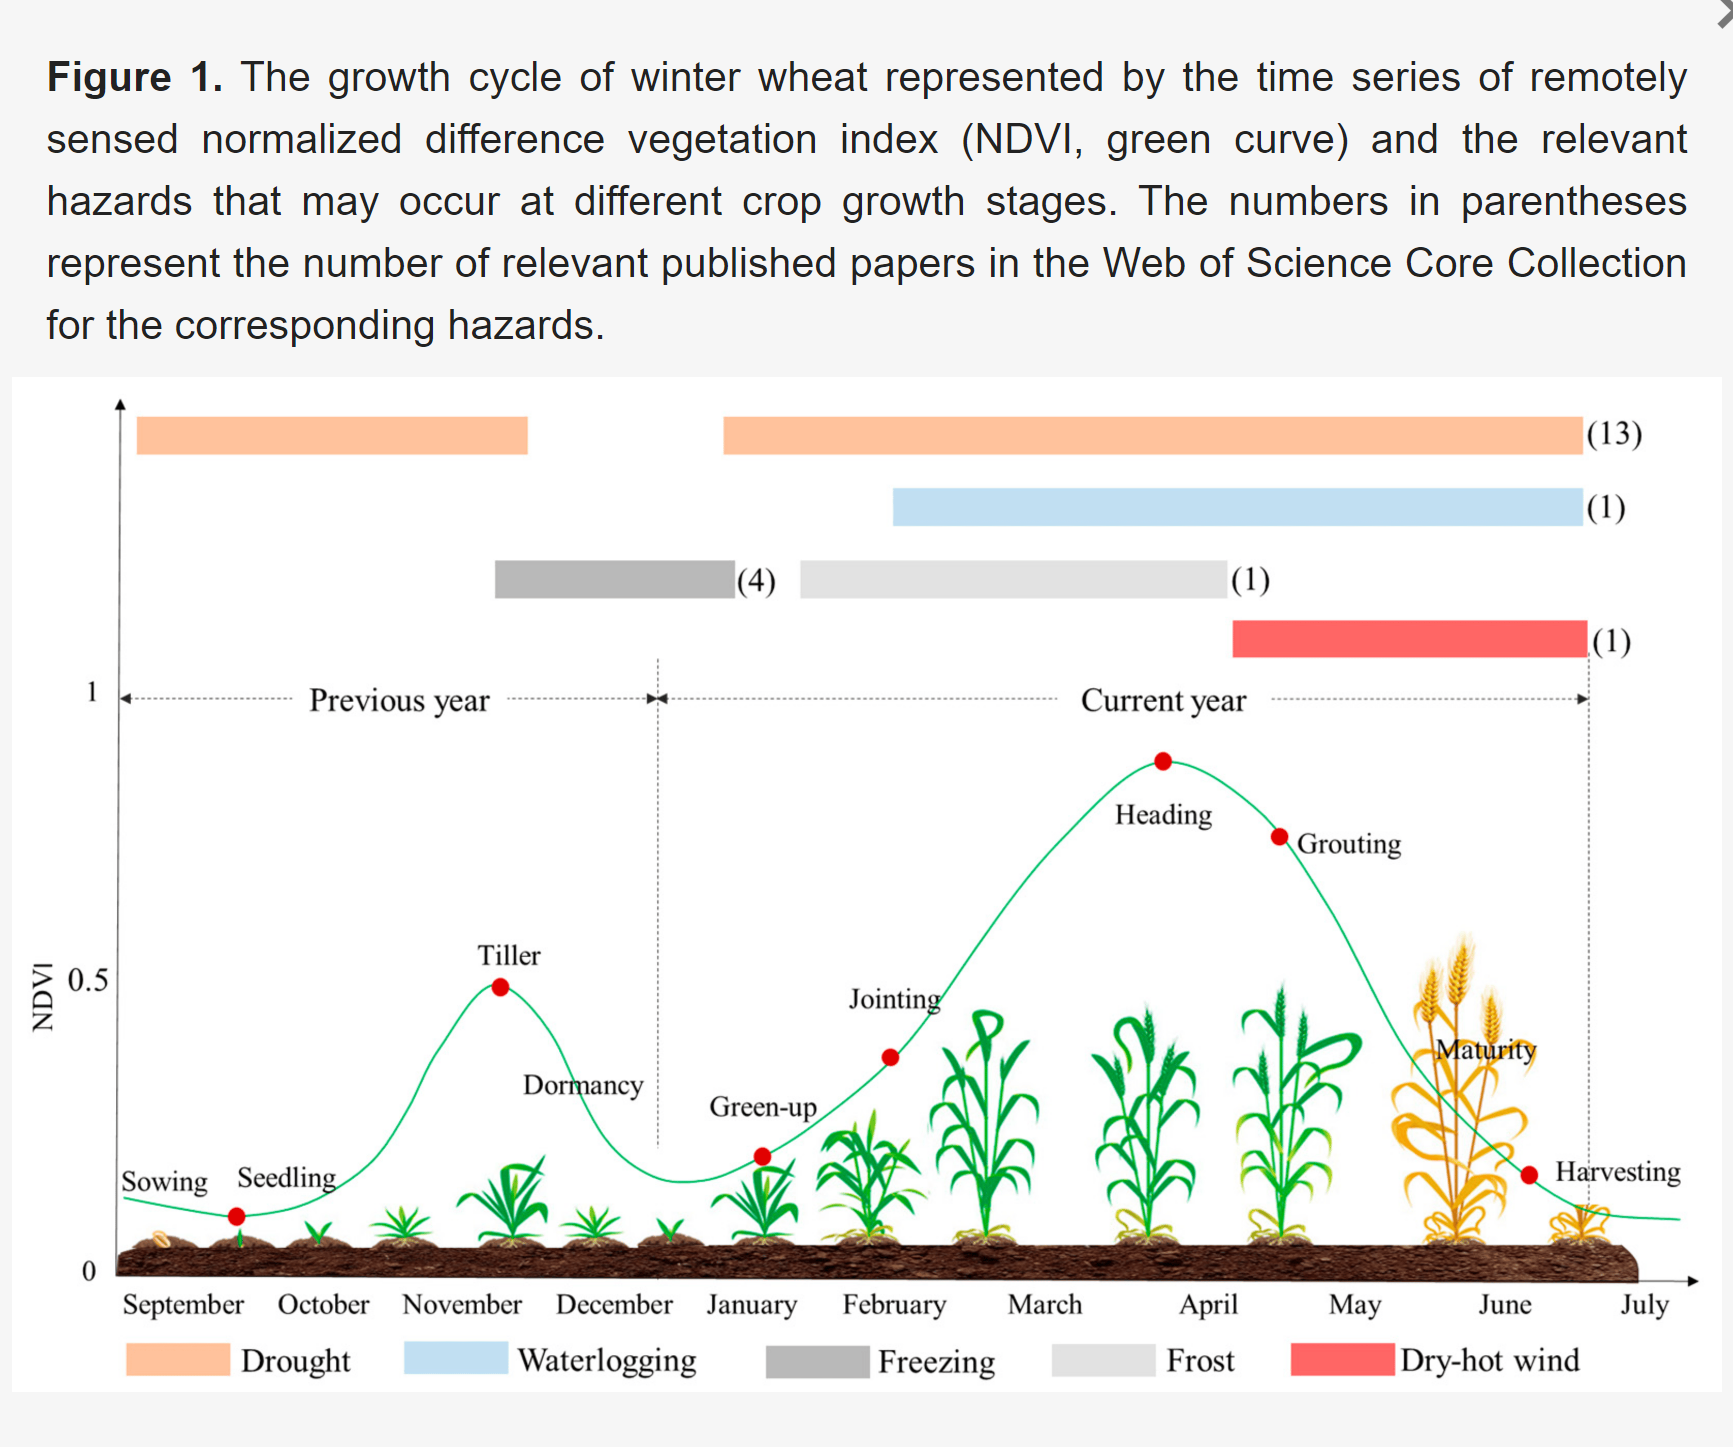 Figure 1. The growth cycle of winter wheat represented by the time series of remotely
sensed normalized difference vegetation index (NDVI, green curve) and the relevant
hazards that may occur at different crop growth stages. The numbers in parentheses
represent the number of relevant published papers in the Web of Science Core Collection
for the corresponding hazards.
(13)
(1)
(4)
(1)
(1)
1
Previous year
Current year
Heading
Grouting
Tiller
0.5
NDVI
Jointing
Maturity
Dormancy
Green-up
Sowing
Seedling
Harvesting
0
September October November December January February March April May June July
Drought Waterlogging Freezing Frost Dry-hot wind